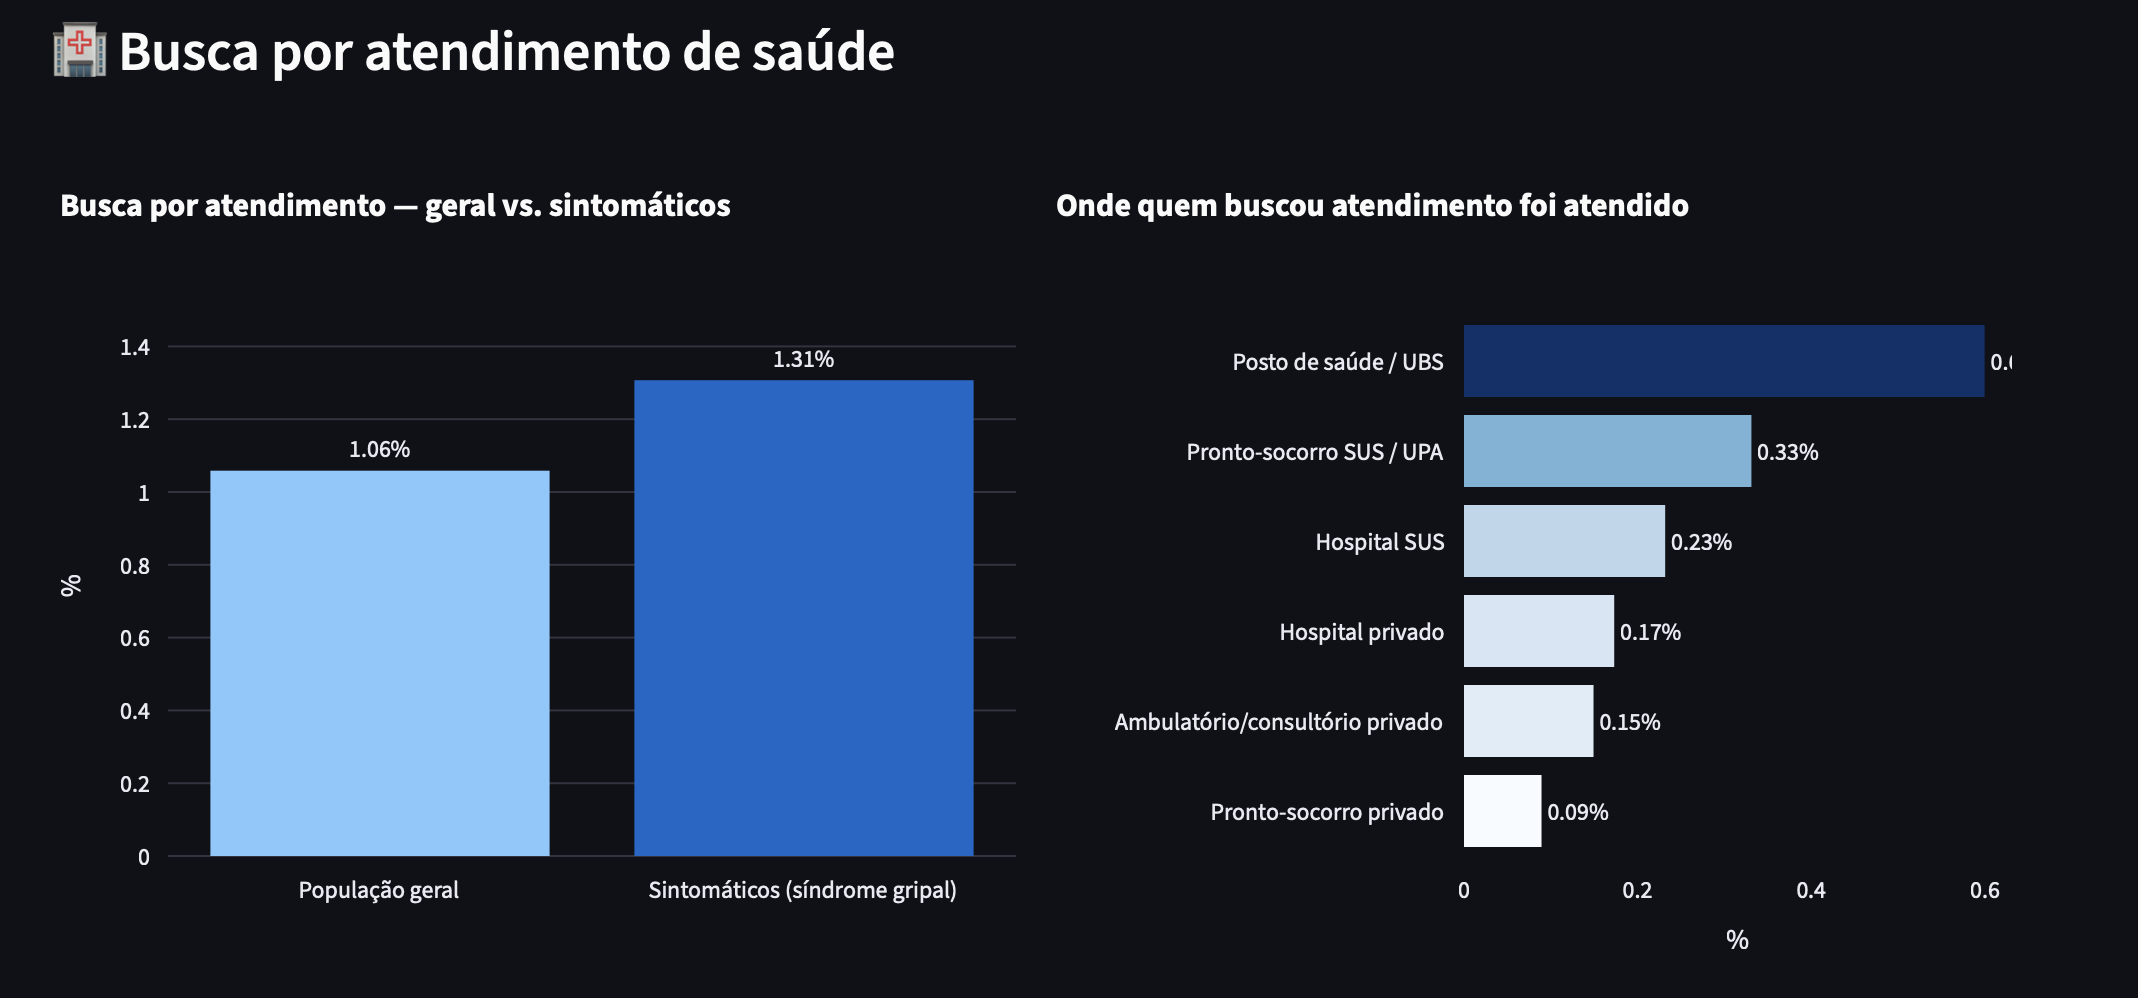 Busca por atendimento de saúde
Busca por atendimento — geral vs. sintomáticos
%
1.4
1.2
1
0.8
0.6
0.4
0.2
0
1.06%
1.31%
População geral
Sintomáticos (síndrome gripal)
Onde quem buscou atendimento foi atendido
Posto de saúde / UBS
Pronto-socorro SUS / UPA 0.33%
Hospital SUS 0.23%
Hospital privado 0.17%
Ambulatório/consultório privado 0.15%
Pronto-socorro privado 0.09%
0 0.2 0.4 0.6
%